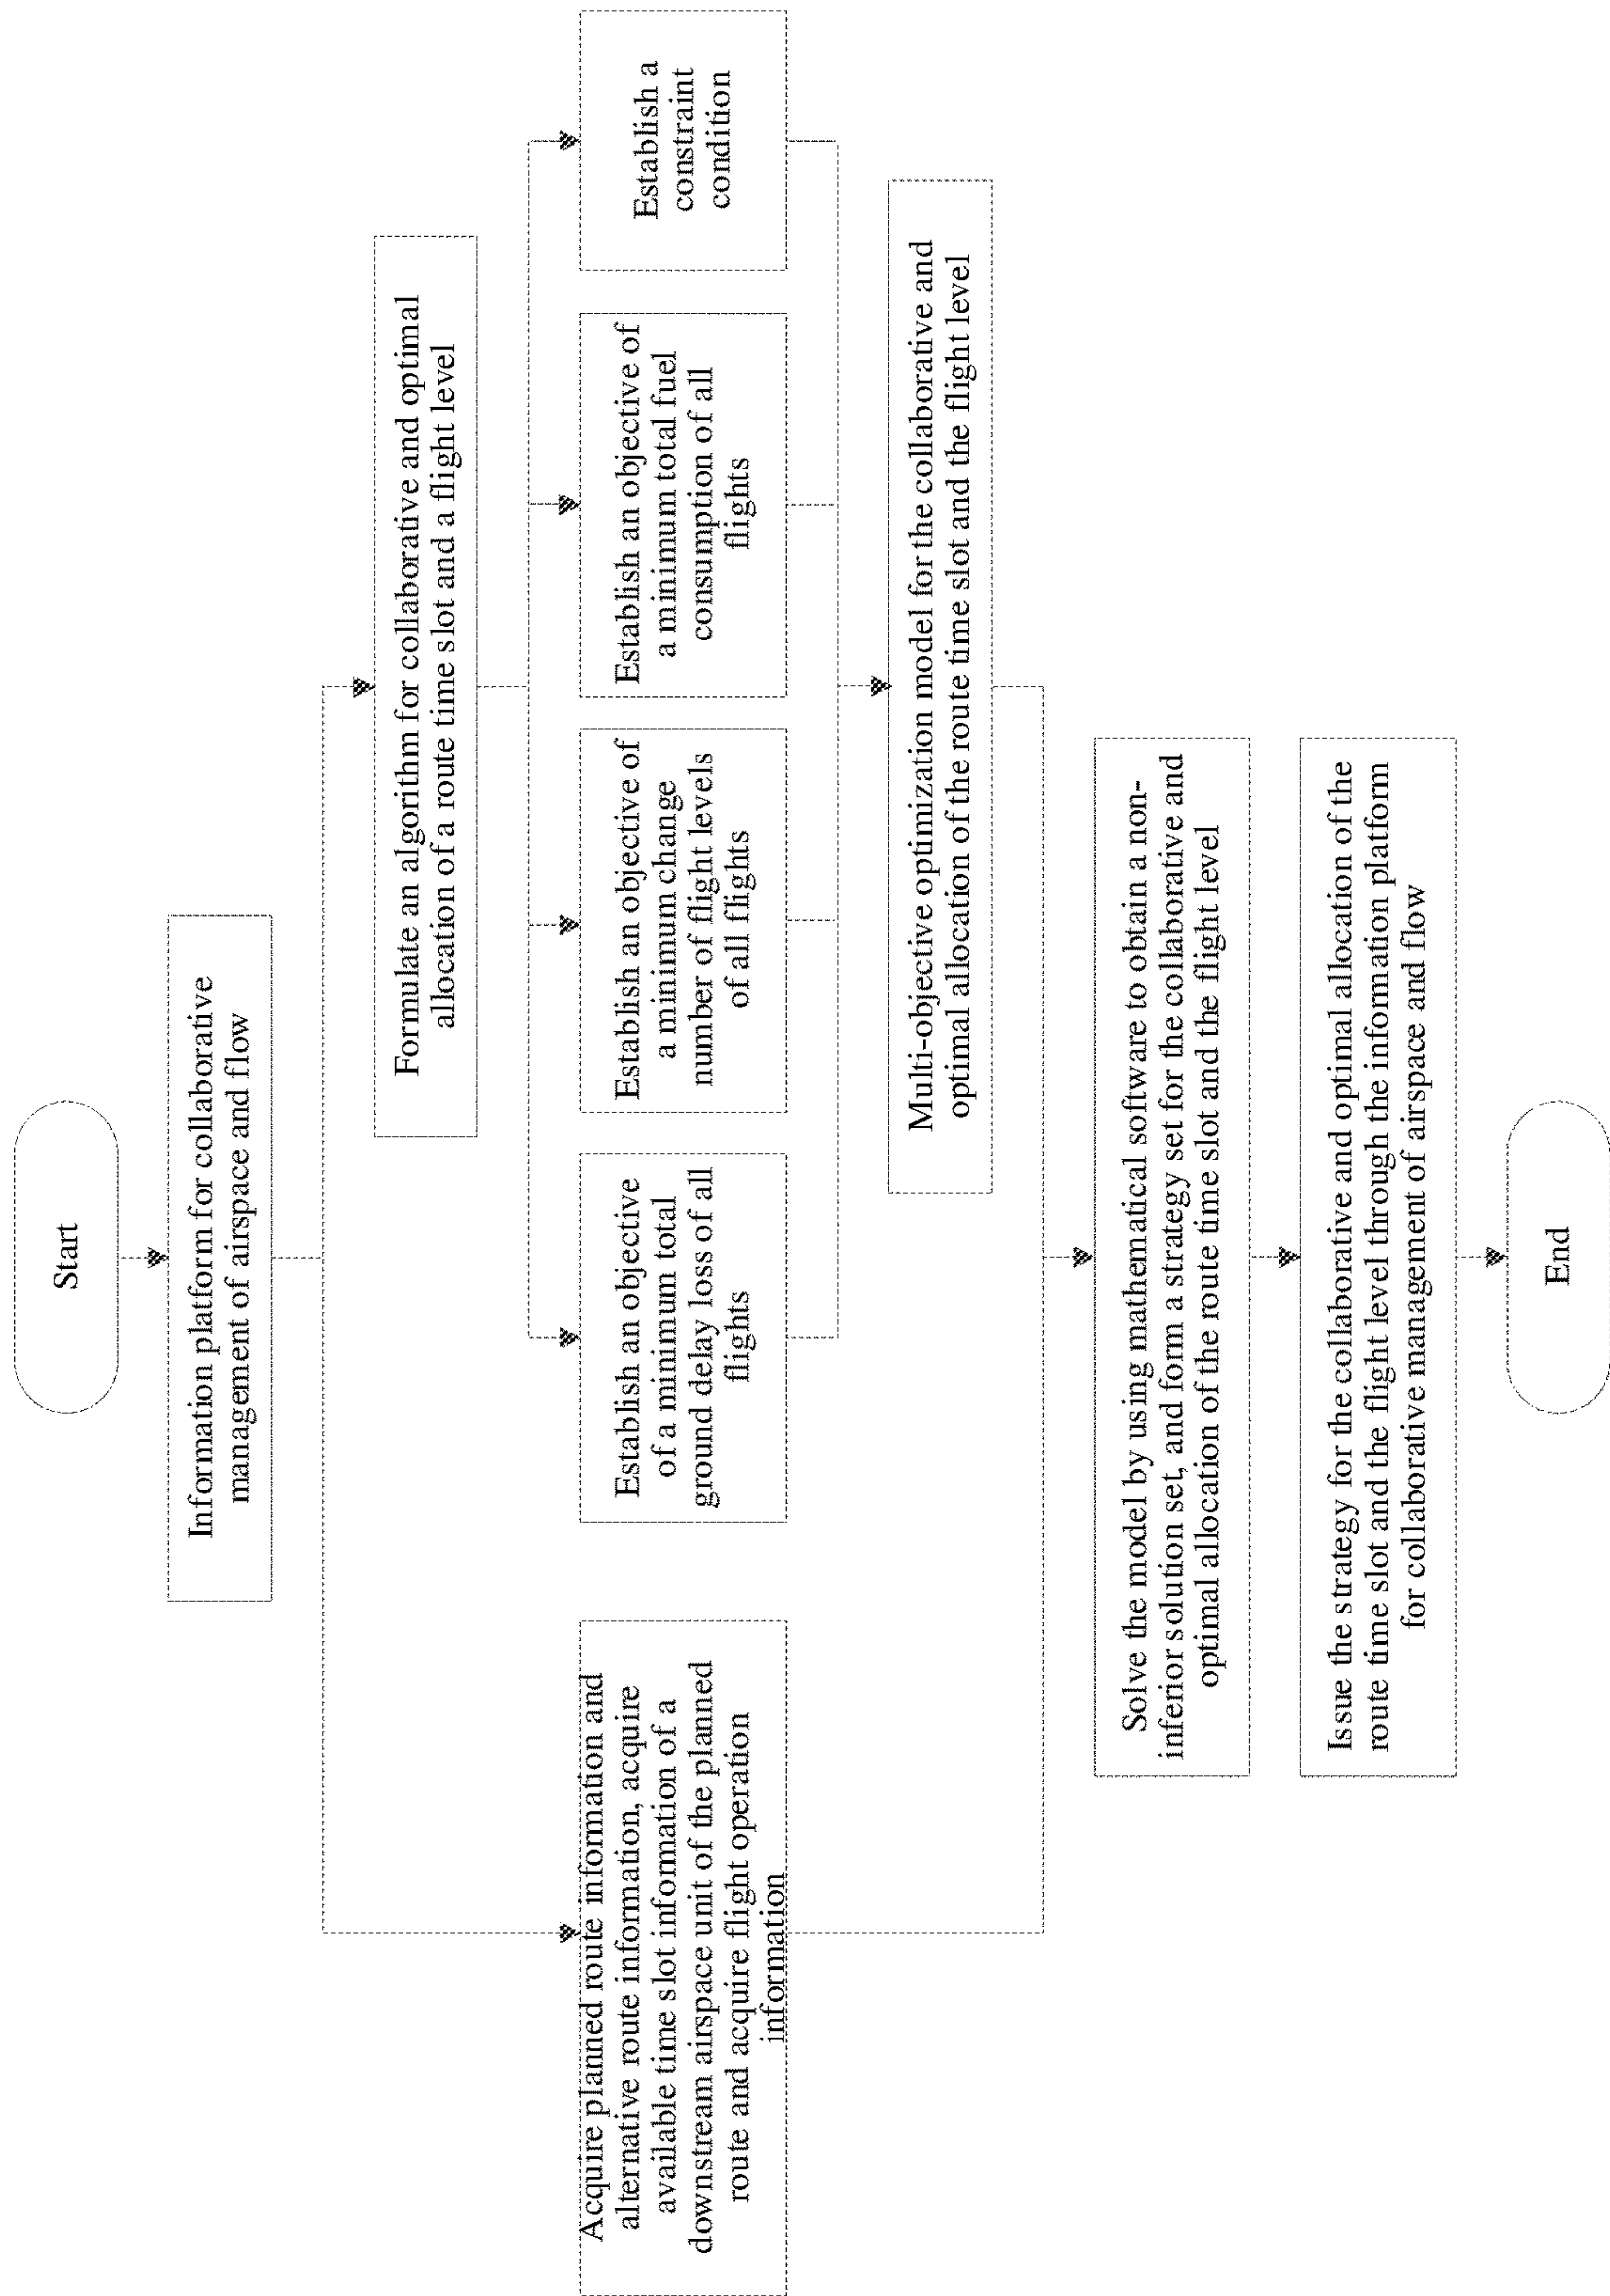 Start
Information platform for collaborative
management of airspace and flow
Formulate an algorithm for collaborative and optimal
allocation of a route time slot and a flight level
Acquire planned route information and
alternative route information, acquire
available time slot information of a
downstream airspace unit of the planned
route and acquire flight operation
information
Establish an objective
of a minimum total
ground delay loss of all
flights
Establish an objective of
a minimum change
number of flight levels
of all flights
Establish an objective of
a minimum total fuel
consumption of all
flights
Establish a
constraint
condition
Multi-objective optimization model for the collaborative and
optimal allocation of the route time slot and the flight level
Solve the model by using mathematical software to obtain a non-
inferior solution set, and form a strategy set for the collaborative and
optimal allocation of the route time slot and the flight level
Issue the strategy for the collaborative and optimal allocation of the
route time slot and the flight level through the information platform
for collaborative management of airspace and flow
End